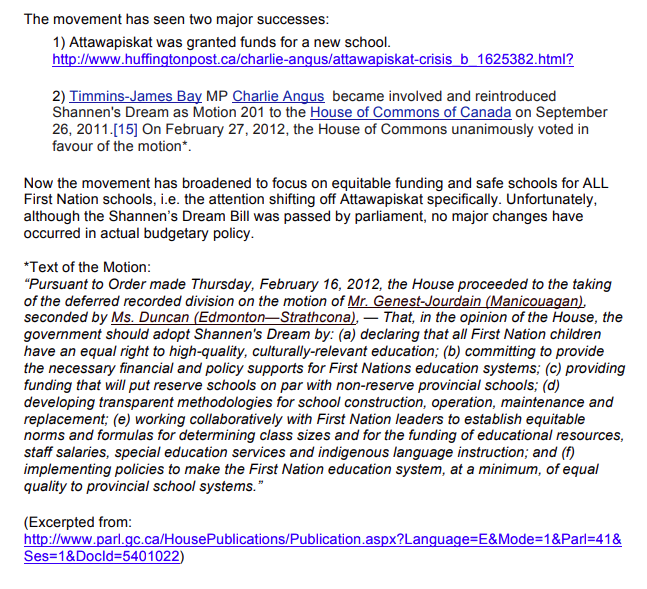 The movement has seen two major successes:
1) Attawapiskat was granted funds for a new school.
http://www.huffingtonpost.ca/charlie-angus/attawapiskat-crisis_b_1625382.html?
2) Timmins-James Bay MP Charlie Angus  became involved and reintroduced
Shannen's Dream as Motion 201 to the House of Commons of Canada on September
26, 2011.[15] On February 27, 2012, the House of Commons unanimously voted in
favour of the motion*.
Now the movement has broadened to focus on equitable funding and safe schools for ALL
First Nation schools, i.e. the attention shifting off Attawapiskat specifically. Unfortunately,
although the Shannen’s Dream Bill was passed by parliament, no major changes have
occurred in actual budgetary policy.
*Text of the Motion:
“Pursuant to Order made Thursday, February 16, 2012, the House proceeded to the taking
of the deferred recorded division on the motion of Mr. Genest-Jourdain (Manicouagan),
seconded by Ms. Duncan (Edmonton—Strathcona), — That, in the opinion of the House, the
government should adopt Shannen's Dream by: (a) declaring that all First Nation children
have an equal right to high-quality, culturally-relevant education; (b) committing to provide
the necessary financial and policy supports for First Nations education systems; (c) providing
funding that will put reserve schools on par with non-reserve provincial schools; (d)
developing transparent methodologies for school construction, operation, maintenance and
replacement; (e) working collaboratively with First Nation leaders to establish equitable
norms and formulas for determining class sizes and for the funding of educational resources,
staff salaries, special education services and indigenous language instruction; and (f)
implementing policies to make the First Nation education system, at a minimum, of equal
quality to provincial school systems.”
(Excerpted from:
http://www.parl.gc.ca/HousePublications/Publication.aspx?Language=E&Mode=1&Parl=41&
Ses=1&DocId=5401022)